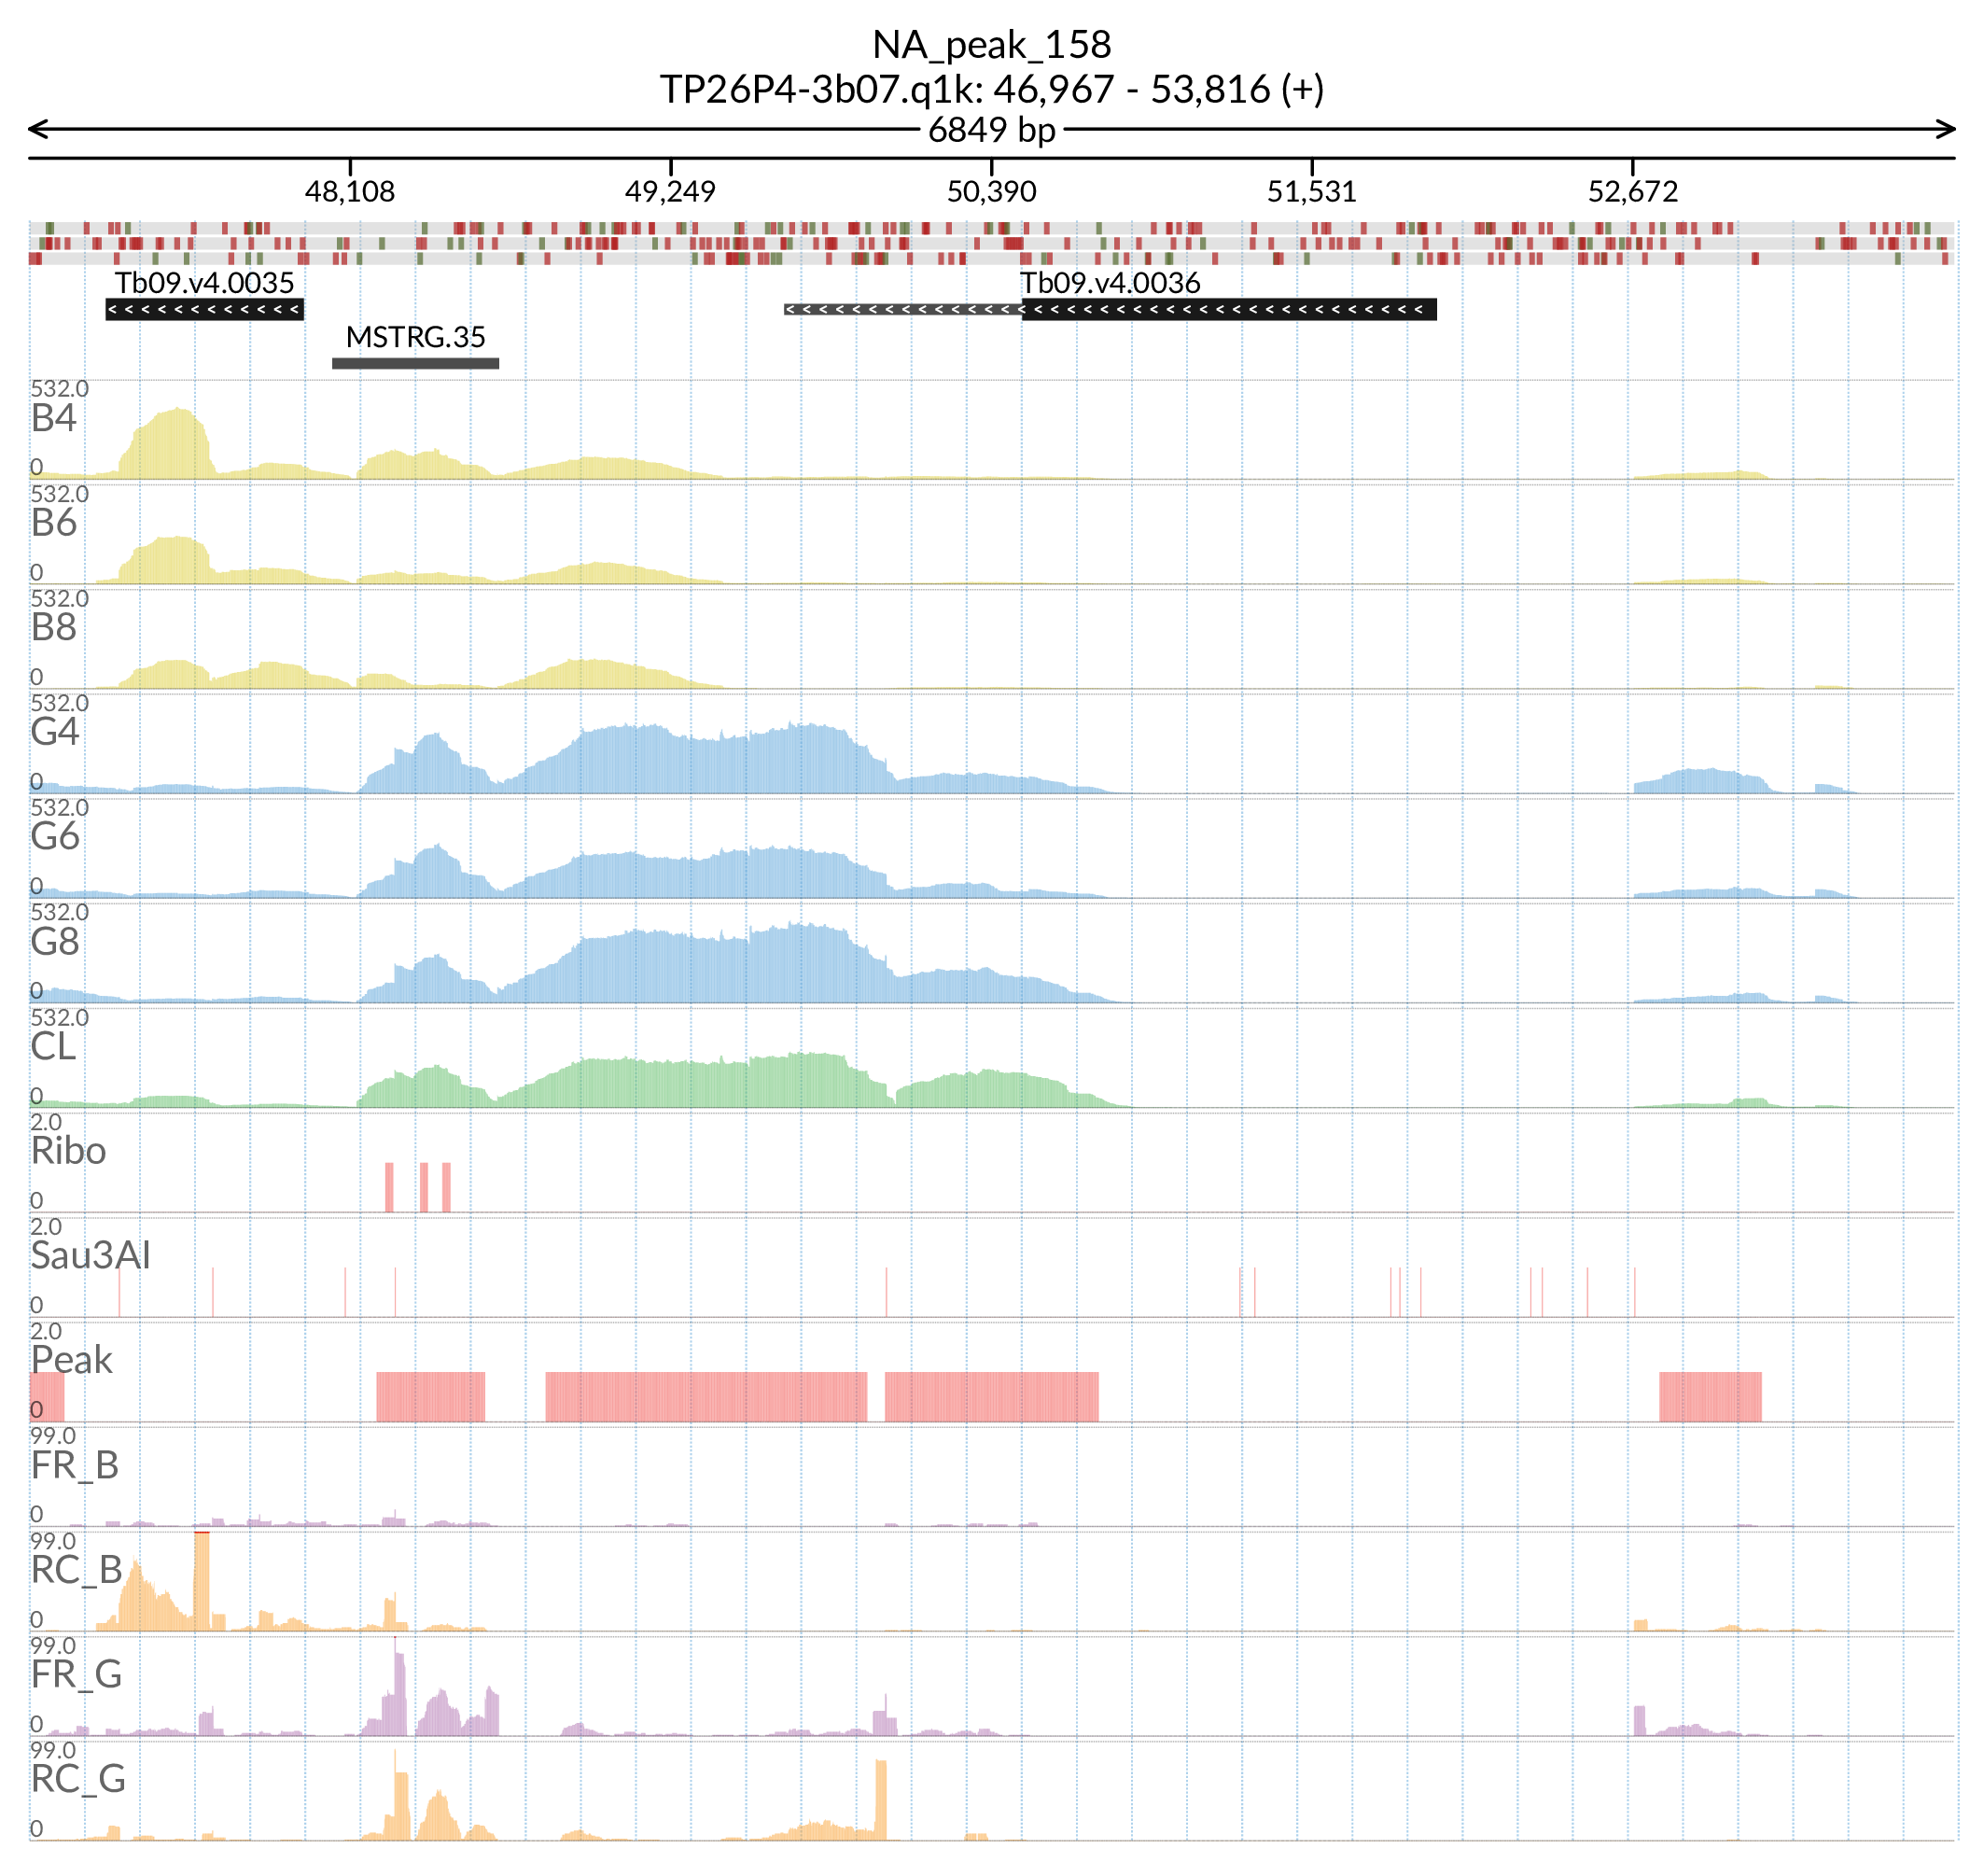 NA_peak_158
TP26P4-3b07.q1k: 46,967 - 53,816 (+)
6849 bp
48,108 49,249 50,390 51,531 52,672
Tb09.v4.0035 Tb09.v4.0036
MSTRG.35
532.0
B4
0
532.0
B6
0
532.0
B8
0
532.0
G4
0
532.0
G6
0
532.0
G8
0
532.0
CL
0
2.0
Ribo
0
2.0
Sau3AI
0
2.0
Peak
0
99.0
FR_B
0
99.0
RC_B
0
99.0
FR_G
0
99.0
RC_G
0